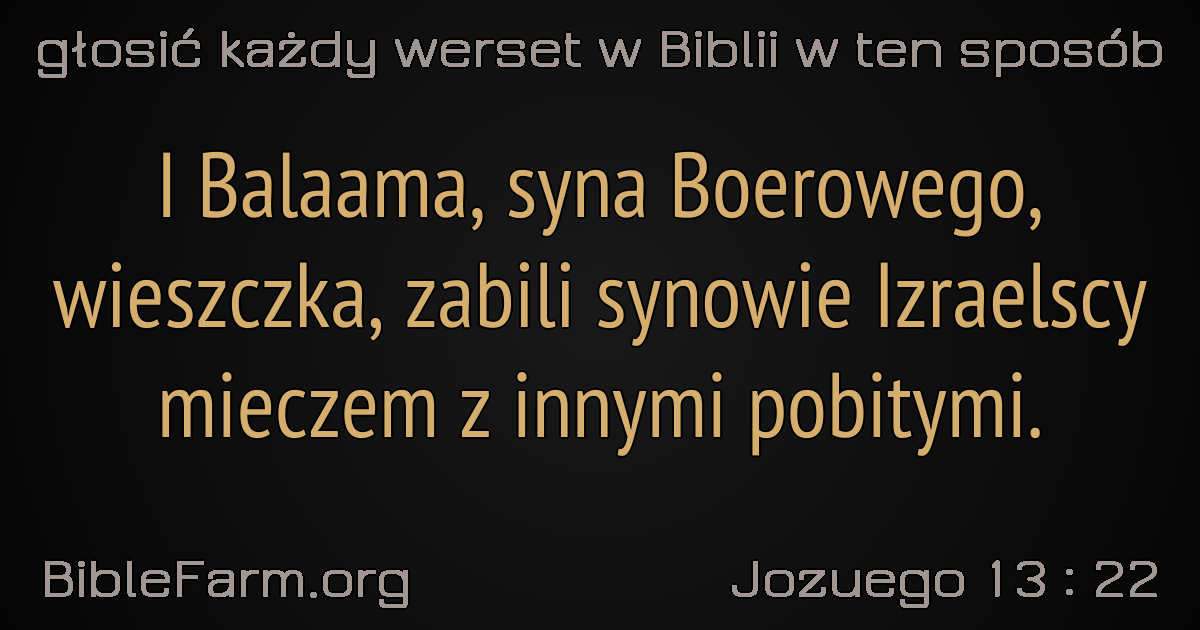 głosić każdy werset w Biblii w ten sposób
I Balaama, syna Boerowego,
wieszczka, zabili synowie Izraelscy
mieczem z innymi pobitymi.
BibleFarm.org
Jozuego 13 : 22